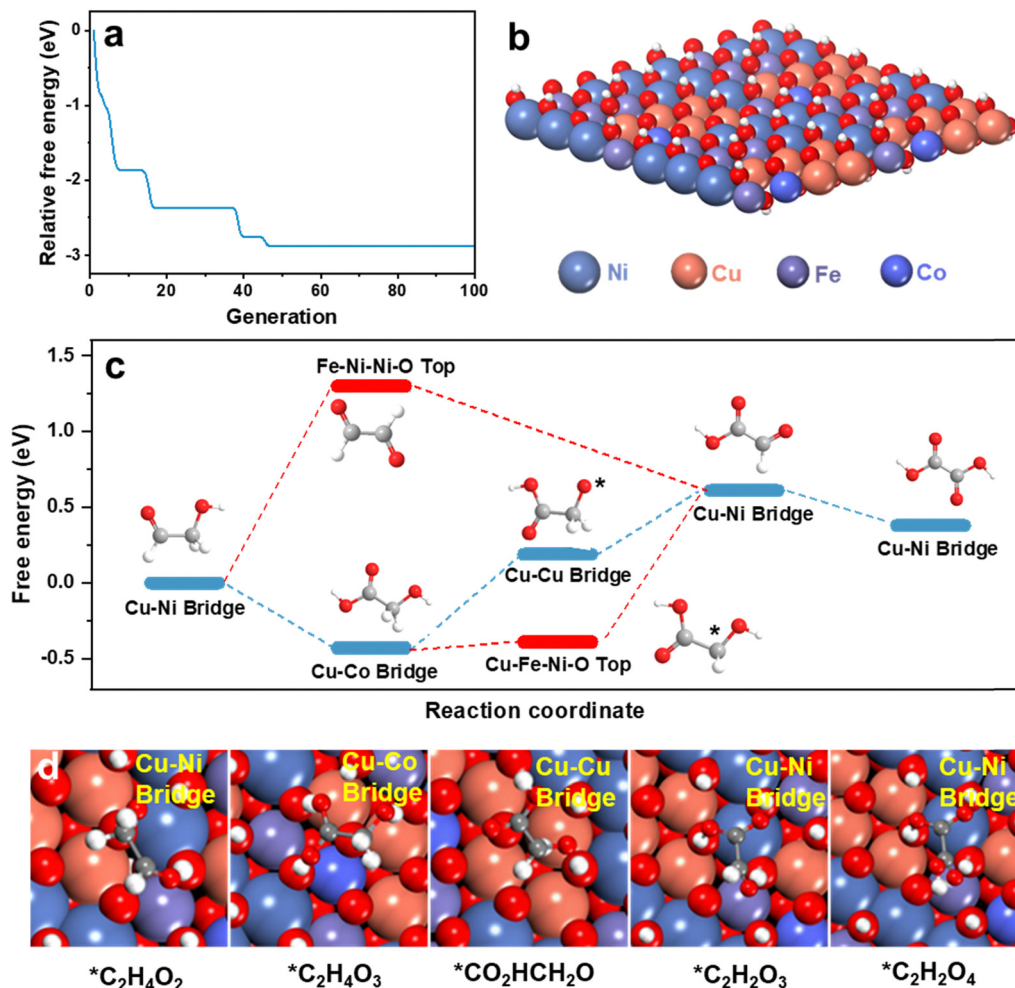 a
Relative free energy (eV)
0
-1
-2
-3
0 20 40 60 80 100
Generation
b
Ni Cu Fe Co
c
Free energy (eV)
1.5
1.0
0.5
0.0
-0.5
Fe-Ni-Ni-O Top
*
Cu-Ni Bridge
Cu-Ni Bridge
Cu-Cu Bridge
Cu-Ni Bridge
*
Cu-Co Bridge
Cu-Fe-Ni-O Top
Reaction coordinate
d
Cu-Ni
Bridge
Cu-Co
Bridge
Cu-Cu
Bridge
Cu-Ni
Bridge
Cu-Ni
Bridge
*C₂H₄O₂
*C₂H₄O₃
*CO₂HCH₂O
*C₂H₂O₃
*C₂H₂O₄